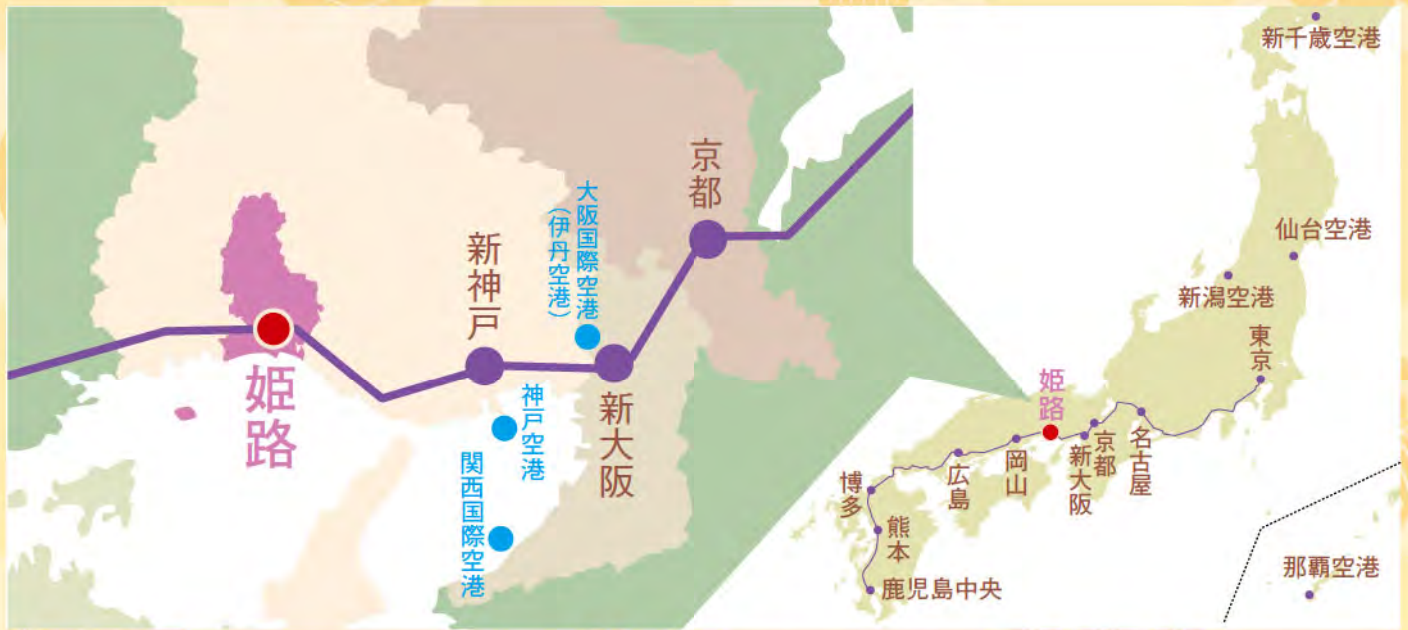 京都
大阪国際空港
（伊丹空港）
新神戸
姫路
神戸空港
新大阪
関西国際空港
新千歳空港
仙台空港
新潟空港
東京
姫路
名古屋
京都
新大阪
岡山
広島
博多
熊本
鹿児島中央
那覇空港